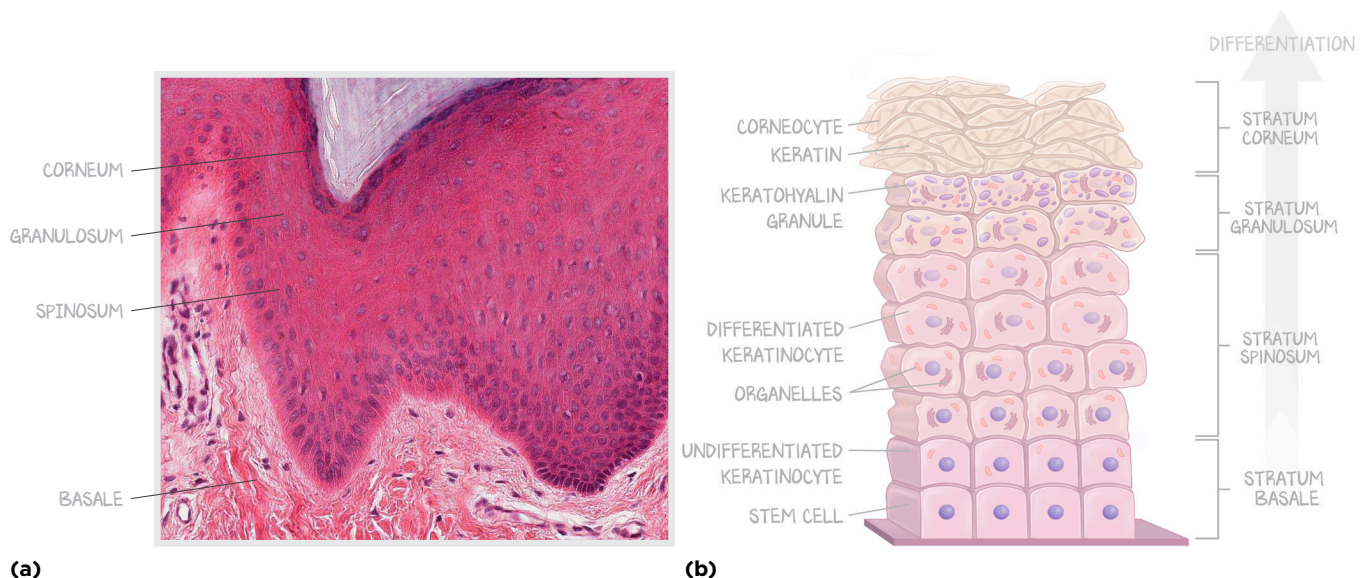 CORNEUM
GRANULOSUM
SPINOSUM
BASALE
(a)
DIFFERENTIATION
CORNEOCYTE
KERATIN
KERATOHYALIN
GRANULE
DIFFERENTIATED
KERATINOCYTE
ORGANELLES
UNDIFFERENTIATED
KERATINOCYTE
STEM CELL
STRATUM
CORNEUM
STRATUM
GRANULOSUM
STRATUM
SPINOSUM
STRATUM
BASALE
(b)